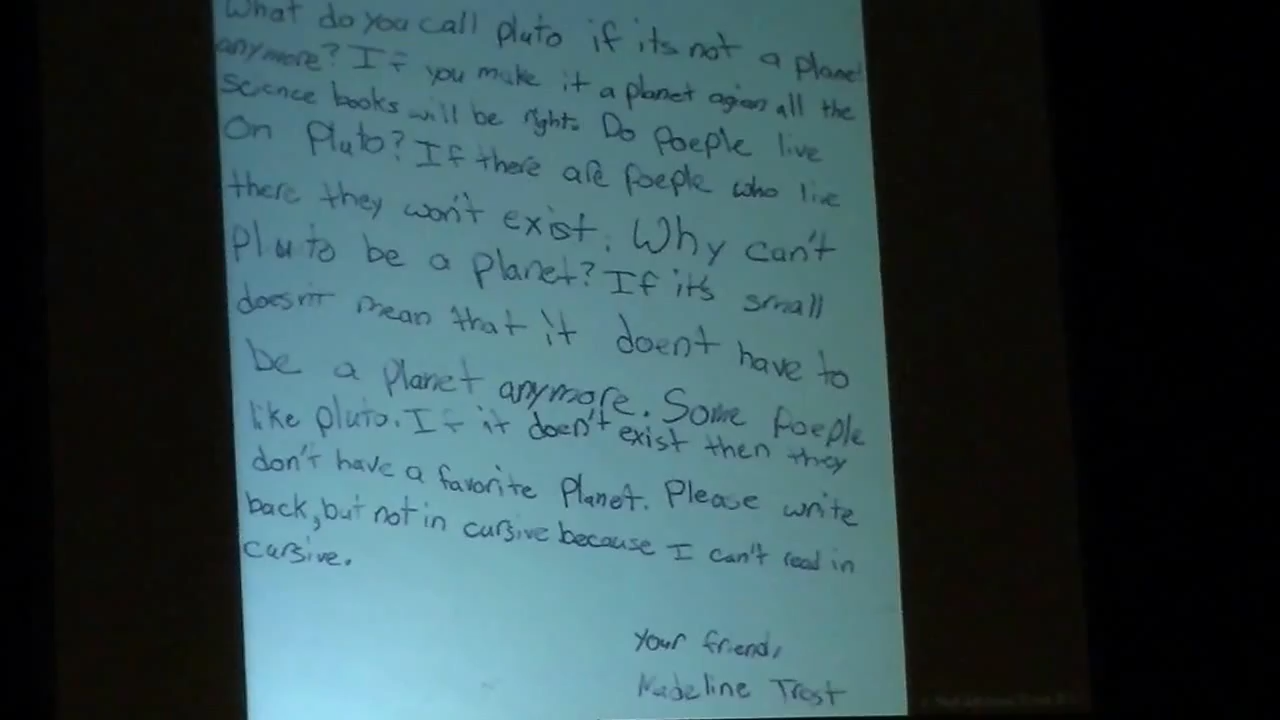 What do you call pluto if its not a planet
anymore? If you make it a planet agian all the
science books will be right. Do poeple live
On Pluto? If there are poeple who live
there they won't exist. Why can't
Pluto be a planet? If it's small
doesn't mean that it doen't have to
be a planet anymore. Some poeple
like pluto. If it doen't exist then they
don't have a favorite Planet. Please write
back, but not in cursive because I can't read in
cursive.
Your friend,
Madeline Trost